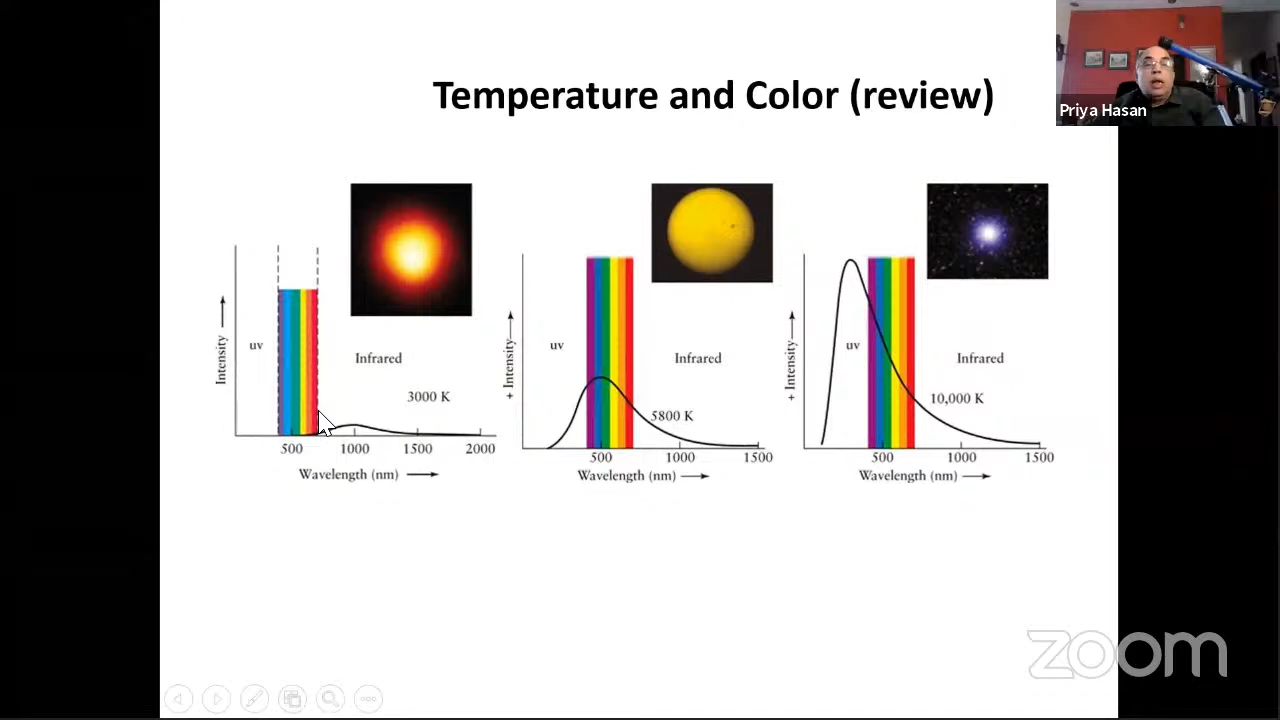 Temperature and Color (review)
Priya Hasan
Intensity
uv
Infrared
3000 K
500 1000 1500 2000
Wavelength (nm)
+ Intensity
uv
Infrared
5800 K
500 1000 1500
Wavelength (nm)
+ Intensity
uv
Infrared
10,000 K
500 1000 1500
Wavelength (nm)
zoom